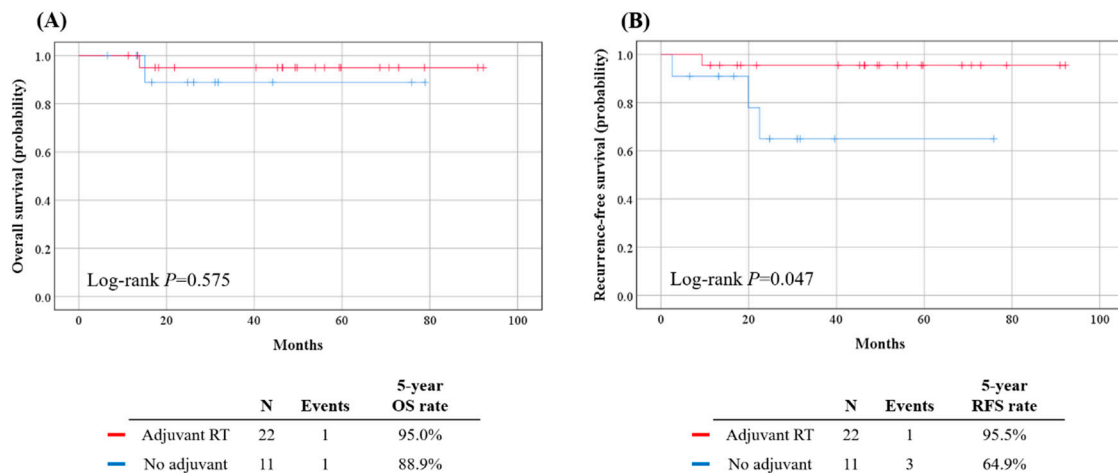 (A)
Overall survival (probability)
1.0
0.8
0.6
0.4
0.2
0.0
Log-rank P=0.575
0 20 40 60 80 100
Months
N Events 5-year OS rate
Adjuvant RT 22 1 95.0%
No adjuvant 11 1 88.9%
(B)
Recurrence-free survival (probability)
1.0
0.8
0.6
0.4
0.2
0.0
Log-rank P=0.047
0 20 40 60 80 100
Months
N Events 5-year RFS rate
Adjuvant RT 22 1 95.5%
No adjuvant 11 3 64.9%